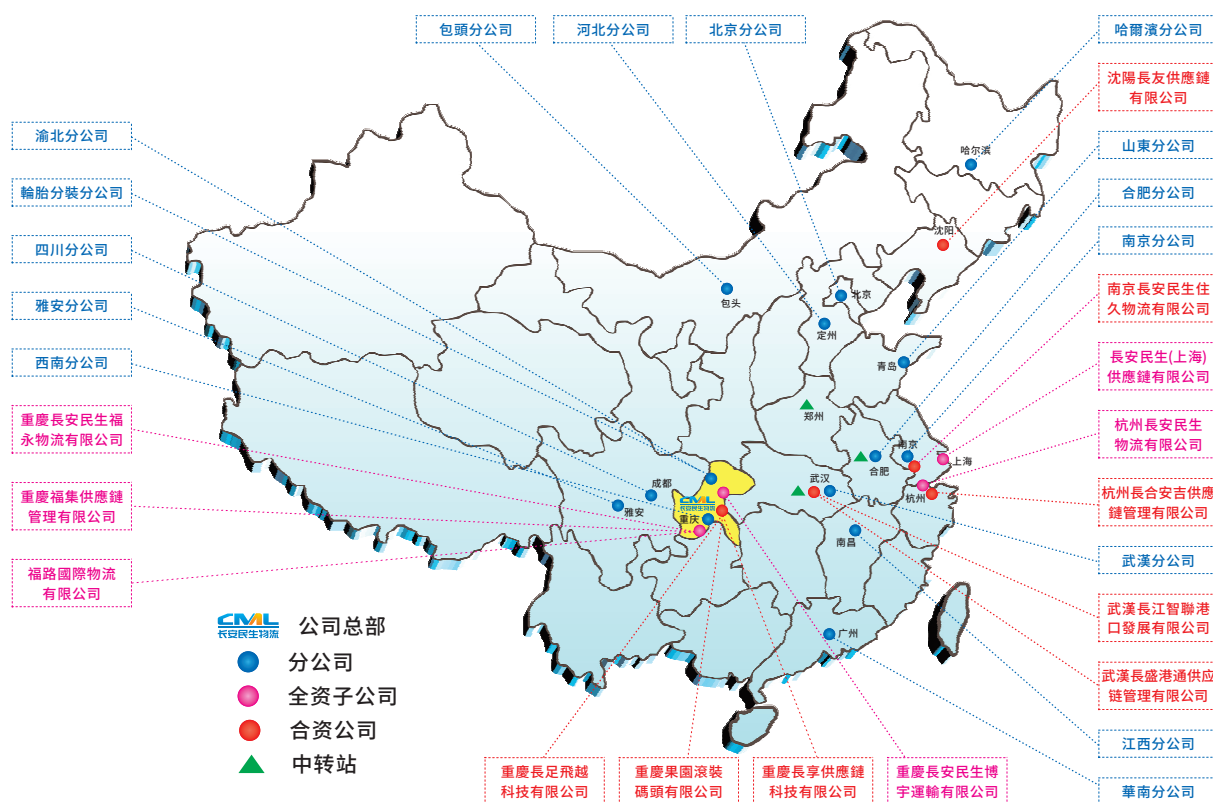 包頭分公司
河北分公司
北京分公司
哈爾濱分公司
沈陽長友供應鏈
有限公司
山東分公司
合肥分公司
南京分公司
南京長安民生住
久物流有限公司
長安民生(上海)
供應鏈有限公司
杭州長安民生
物流有限公司
杭州長合安吉供應
鏈管理有限公司
武漢分公司
武漢長江智聯港
口發展有限公司
武漢長盛港通供应
链管理有限公司
江西分公司
華南分公司
渝北分公司
輪胎分裝分公司
四川分公司
雅安分公司
西南分公司
重慶長安民生福
永物流有限公司
重慶福集供應鏈
管理有限公司
福路國際物流
有限公司
哈尔滨
沈阳
北京
包头
定州
青岛
郑州
南京
合肥
上海
杭州
武汉
成都
雅安
CML
长安民生物流
重庆
南昌
广州
CML
长安民生物流
公司总部
分公司
全资子公司
合资公司
中转站
重慶長足飛越
科技有限公司
重慶果園滾裝
碼頭有限公司
重慶長享供應鏈
科技有限公司
重慶長安民生博
宇運輸有限公司